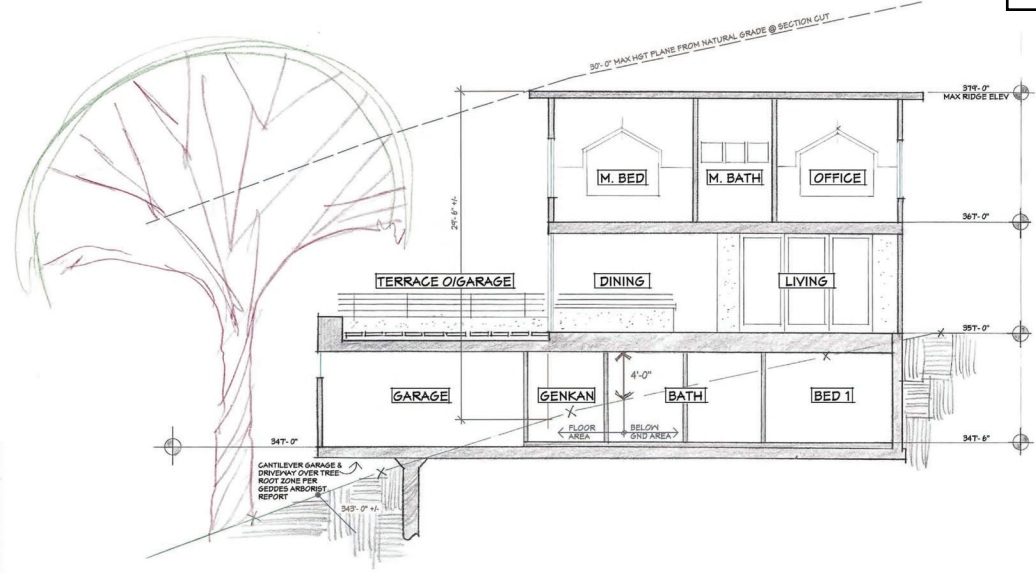 30'- 0" MAX HGT PLANE FROM NATURAL GRADE @ SECTION CUT
379'- 0"
MAX RIDGE ELEV
M. BED
M. BATH
OFFICE
29'- 6" +/-
367'- 0"
TERRACE O/GARAGE
DINING
LIVING
357'- 0"
4'-0"
GARAGE
GENKAN
BATH
BED 1
FLOOR
AREA
BELOW
GND AREA
347'- 0"
347'- 6"
CANTILEVER GARAGE &
DRIVEWAY OVER TREE
ROOT ZONE PER
GEDDES ARBORIST
REPORT
343'- 0" +/-